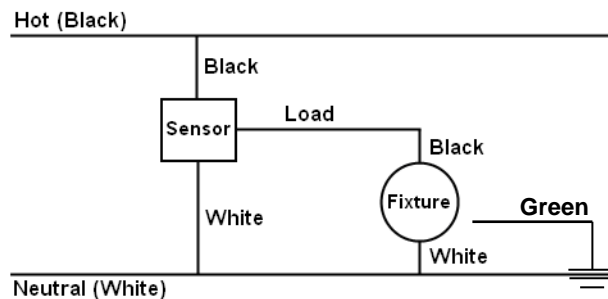 Hot (Black)
Black
Sensor
Load
Black
Fixture
Green
White
White
Neutral (White)